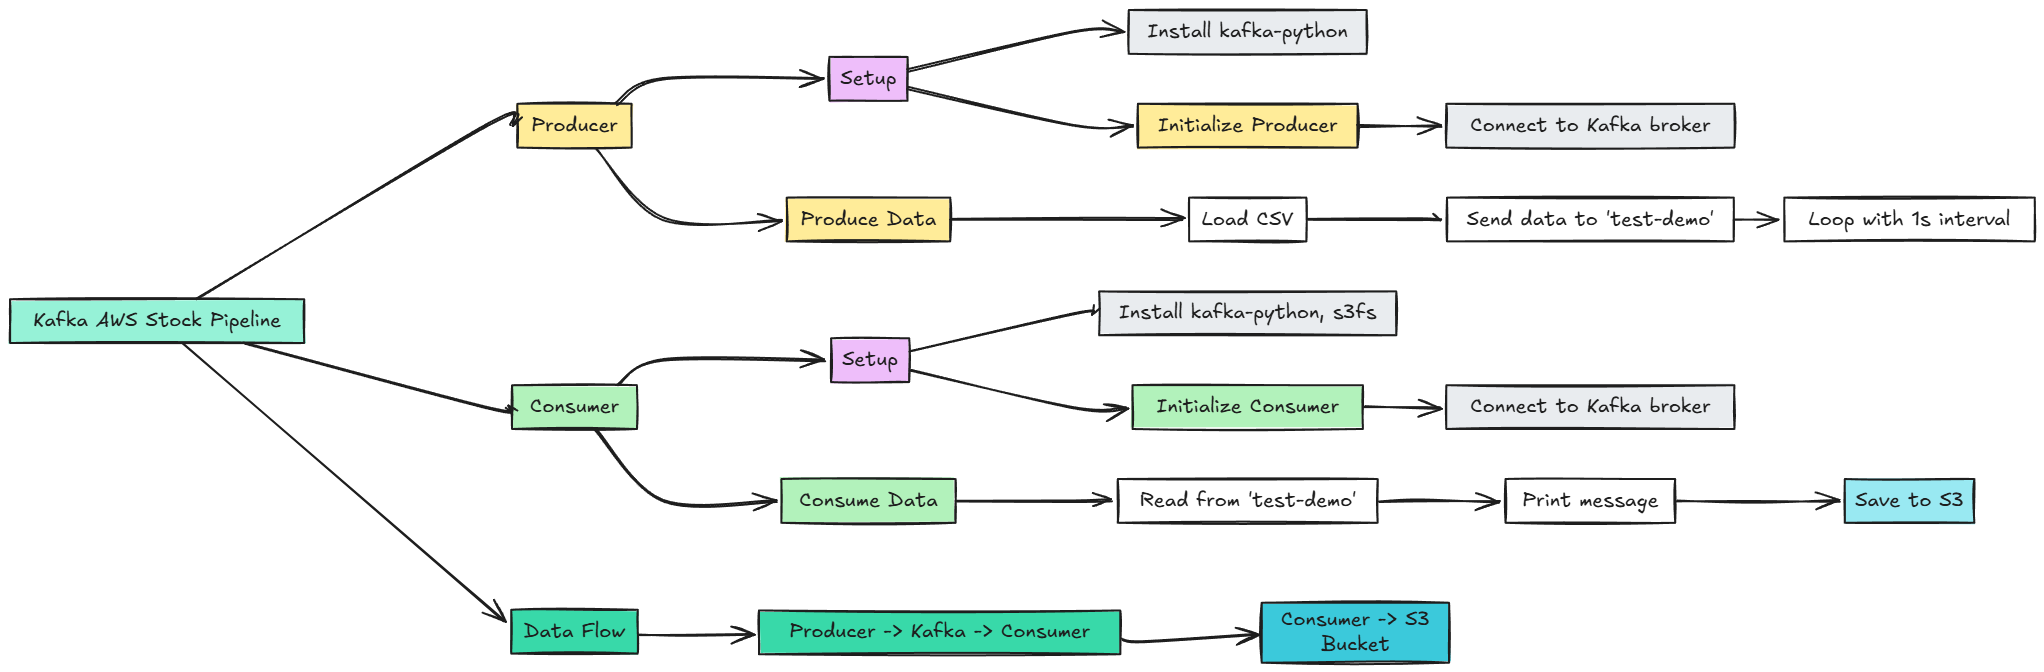 Install kafka-python
Setup
Producer
Initialize Producer
Connect to Kafka broker
Produce Data
Load CSV
Send data to 'test-demo'
Loop with 1s interval
Kafka AWS Stock Pipeline
Install kafka-python, s3fs
Setup
Consumer
Initialize Consumer
Connect to Kafka broker
Consume Data
Read from 'test-demo'
Print message
Save to S3
Data Flow
Producer -> Kafka -> Consumer
Consumer -> S3
Bucket